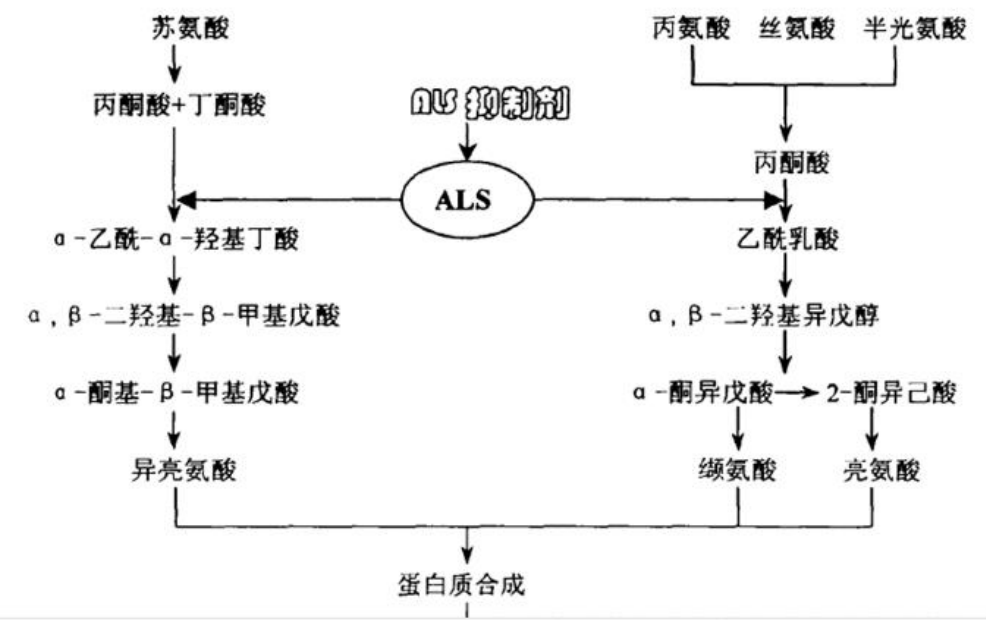 苏氨酸
丙氨酸 丝氨酸 半光氨酸
丙酮酸+丁酮酸
ALS 抑制剂
丙酮酸
ALS
α-乙酰-α-羟基丁酸
乙酰乳酸
α,β-二羟基-β-甲基戊酸
α,β-二羟基异戊醇
α-酮基-β-甲基戊酸
α-酮异戊酸
2-酮异己酸
异亮氨酸
缬氨酸
亮氨酸
蛋白质合成